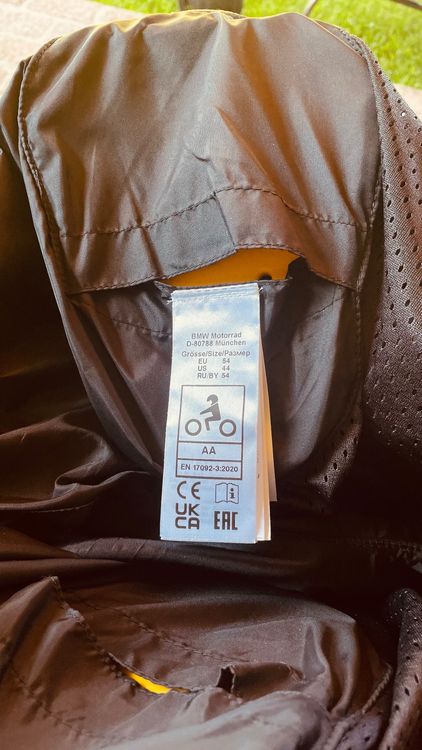 BMW Motorrad
D-80788 München
Grösse/Size/Размер
EU 54
US 44
RU/BY 54
AA
EN 17092-3:2020
CE
UK
CA
EAC